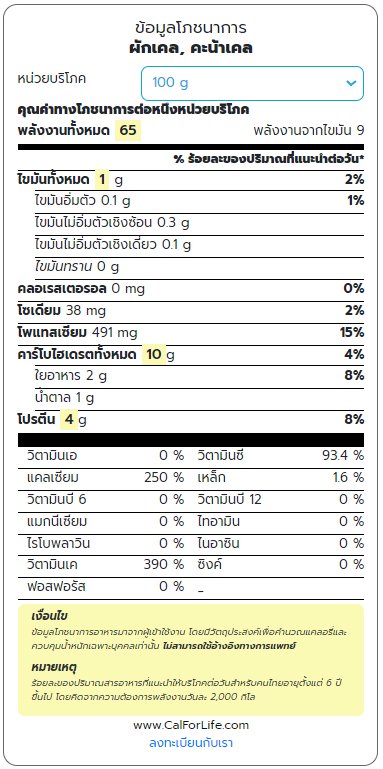 ข้อมูลโภชนาการ
ผักเคล, คะน้าเคล
หน่วยบริโภค 100 g
คุณค่าทางโภชนาการต่อหนึ่งหน่วยบริโภค
พลังงานทั้งหมด 65 พลังงานจากไขมัน 9
% ร้อยละของปริมาณที่แนะนำต่อวัน*
ไขมันทั้งหมด 1 g 2%
ไขมันอิ่มตัว 0.1 g 1%
ไขมันไม่อิ่มตัวเชิงซ้อน 0.3 g
ไขมันไม่อิ่มตัวเชิงเดี่ยว 0.1 g
ไขมันทราน 0 g
คลอเรสเตอรอล 0 mg 0%
โซเดียม 38 mg 2%
โพแทสเซียม 491 mg 15%
คาร์โบไฮเดรตทั้งหมด 10 g 4%
ใยอาหาร 2 g 8%
น้ำตาล 1 g
โปรตีน 4 g 8%
วิตามินเอ 0 % วิตามินซี 93.4 %
แคลเซียม 250 % เหล็ก 1.6 %
วิตามินบี 6 0 % วิตามินบี 12 0 %
แมกนีเซียม 0 % ไทอามิน 0 %
ไรโบพลาวิน 0 % ไนอาซิน 0 %
วิตามินเค 390 % ซิงค์ 0 %
ฟอสฟอรัส 0 % _
เงื่อนไข
ข้อมูลโภชนาการอาหารมาจากผู้เข้าใช้งาน โดยมีวัตถุประสงค์เพื่อคำนวณแคลอรี่และ
ควบคุมน้ำหนักเฉพาะบุคคลเท่านั้น ไม่สามารถใช้อ้างอิงทางการแพทย์
หมายเหตุ
ร้อยละของปริมาณสารอาหารที่แนะนำให้บริโภคต่อวันสำหรับคนไทยอายุตั้งแต่ 6 ปี
ขึ้นไป โดยคิดจากความต้องการพลังงานวันละ 2,000 กิโล
www.CalForLife.com
ลงทะเบียนกับเรา